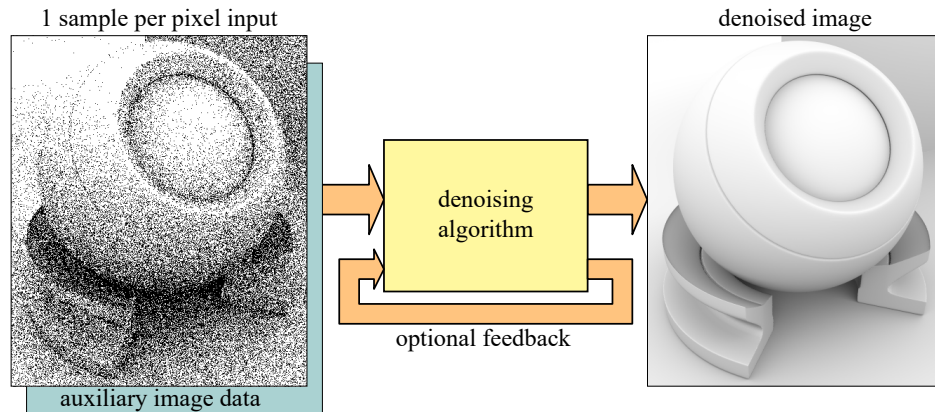 1 sample per pixel input
denoised image
denoising
algorithm
optional feedback
auxiliary image data